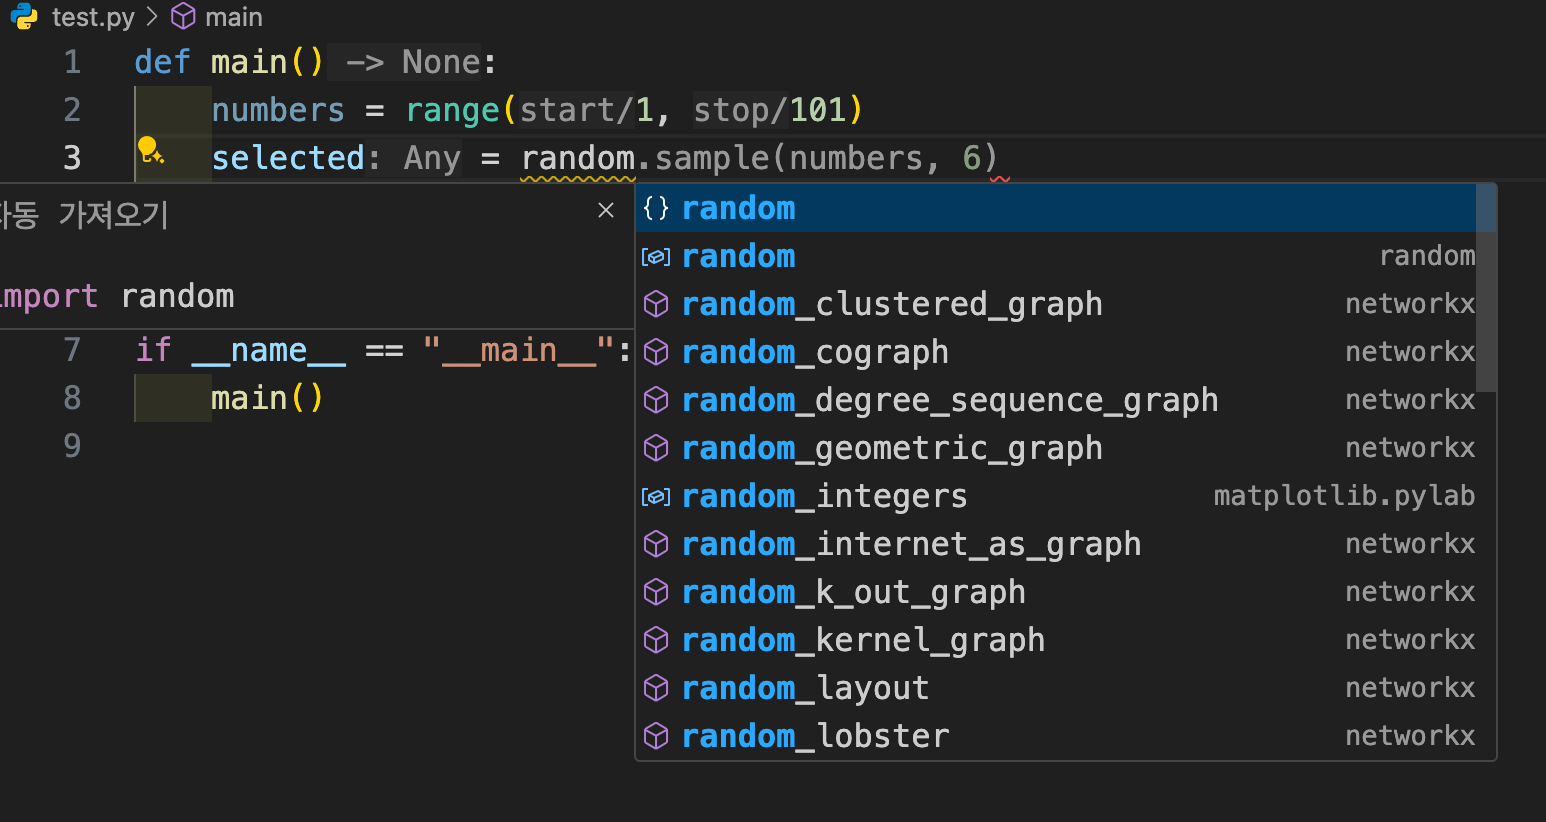 test.py > main
1 def main() -> None:
2 numbers = range(start/1, stop/101)
3 selected: Any = random.sample(numbers, 6)
자동 가져오기 ×
import random
7 if __name__ == "__main__":
8 main()
9
{} random
random random
random_clustered_graph networkx
random_cograph networkx
random_degree_sequence_graph networkx
random_geometric_graph networkx
random_integers matplotlib.pylab
random_internet_as_graph networkx
random_k_out_graph networkx
random_kernel_graph networkx
random_layout networkx
random_lobster networkx